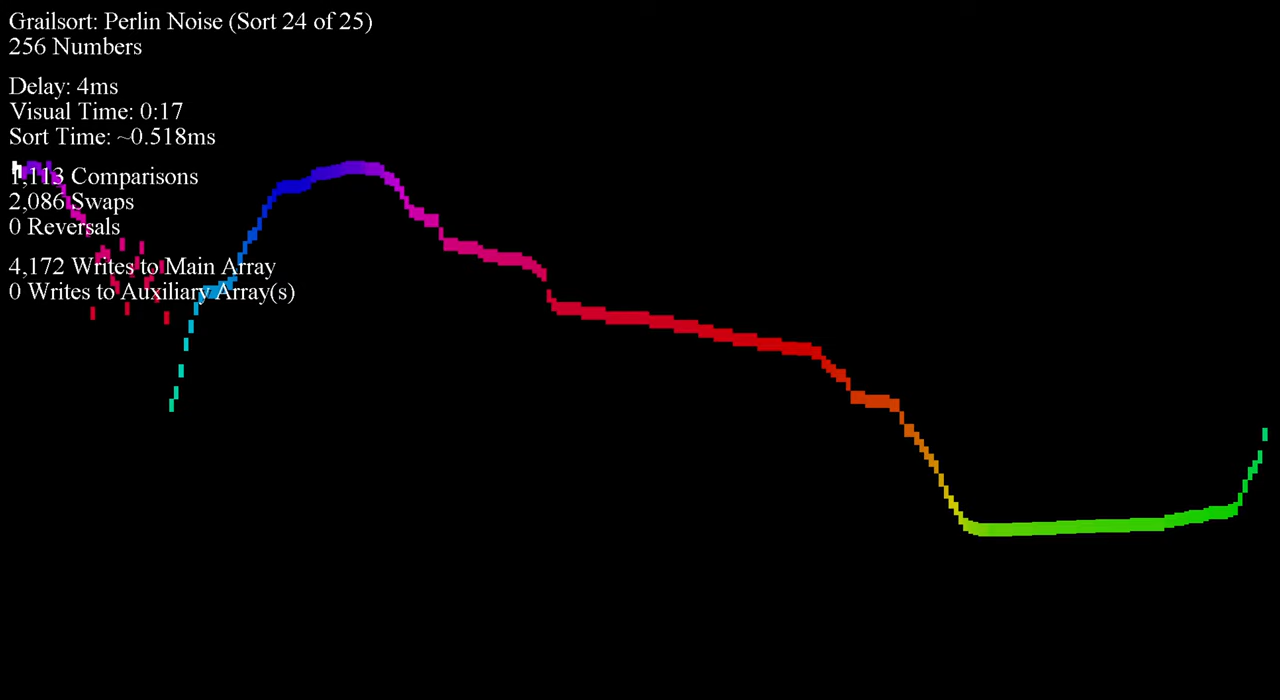 Grailsort: Perlin Noise (Sort 24 of 25)
256 Numbers
Delay: 4ms
Visual Time: 0:17
Sort Time: ~0.518ms
1,113 Comparisons
2,086 Swaps
0 Reversals
4,172 Writes to Main Array
0 Writes to Auxiliary Array(s)